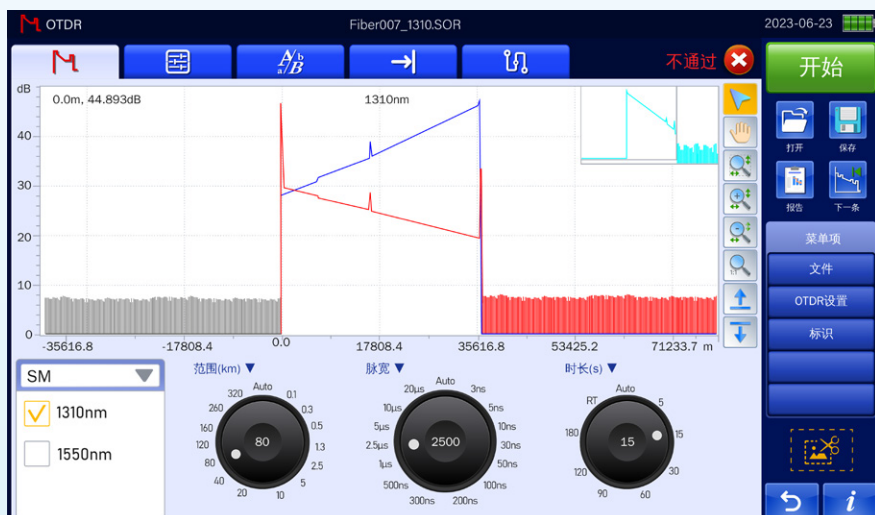 OTDR
Fiber007_1310.SOR
2023-06-23
不通过
开始
dB
0.0m, 44.893dB
1310nm
40
30
20
10
0
-35616.8 -17808.4 0.0 17808.4 35616.8 53425.2 71233.7 m
打开 保存
报告 下一条
菜单项
文件
OTDR设置
标识
SM
1310nm
1550nm
范围(km)
Auto
0.1
0.3
0.5
1.3
2.5
5
10
20
40
80
120
160
260
320
80
脉宽
Auto
3ns
5ns
10ns
30ns
50ns
100ns
200ns
300ns
500ns
1μs
2.5μs
5μs
10μs
20μs
2500
时长(s)
Auto
5
15
30
60
90
120
180
RT
15
A/B
a b
1:1
i